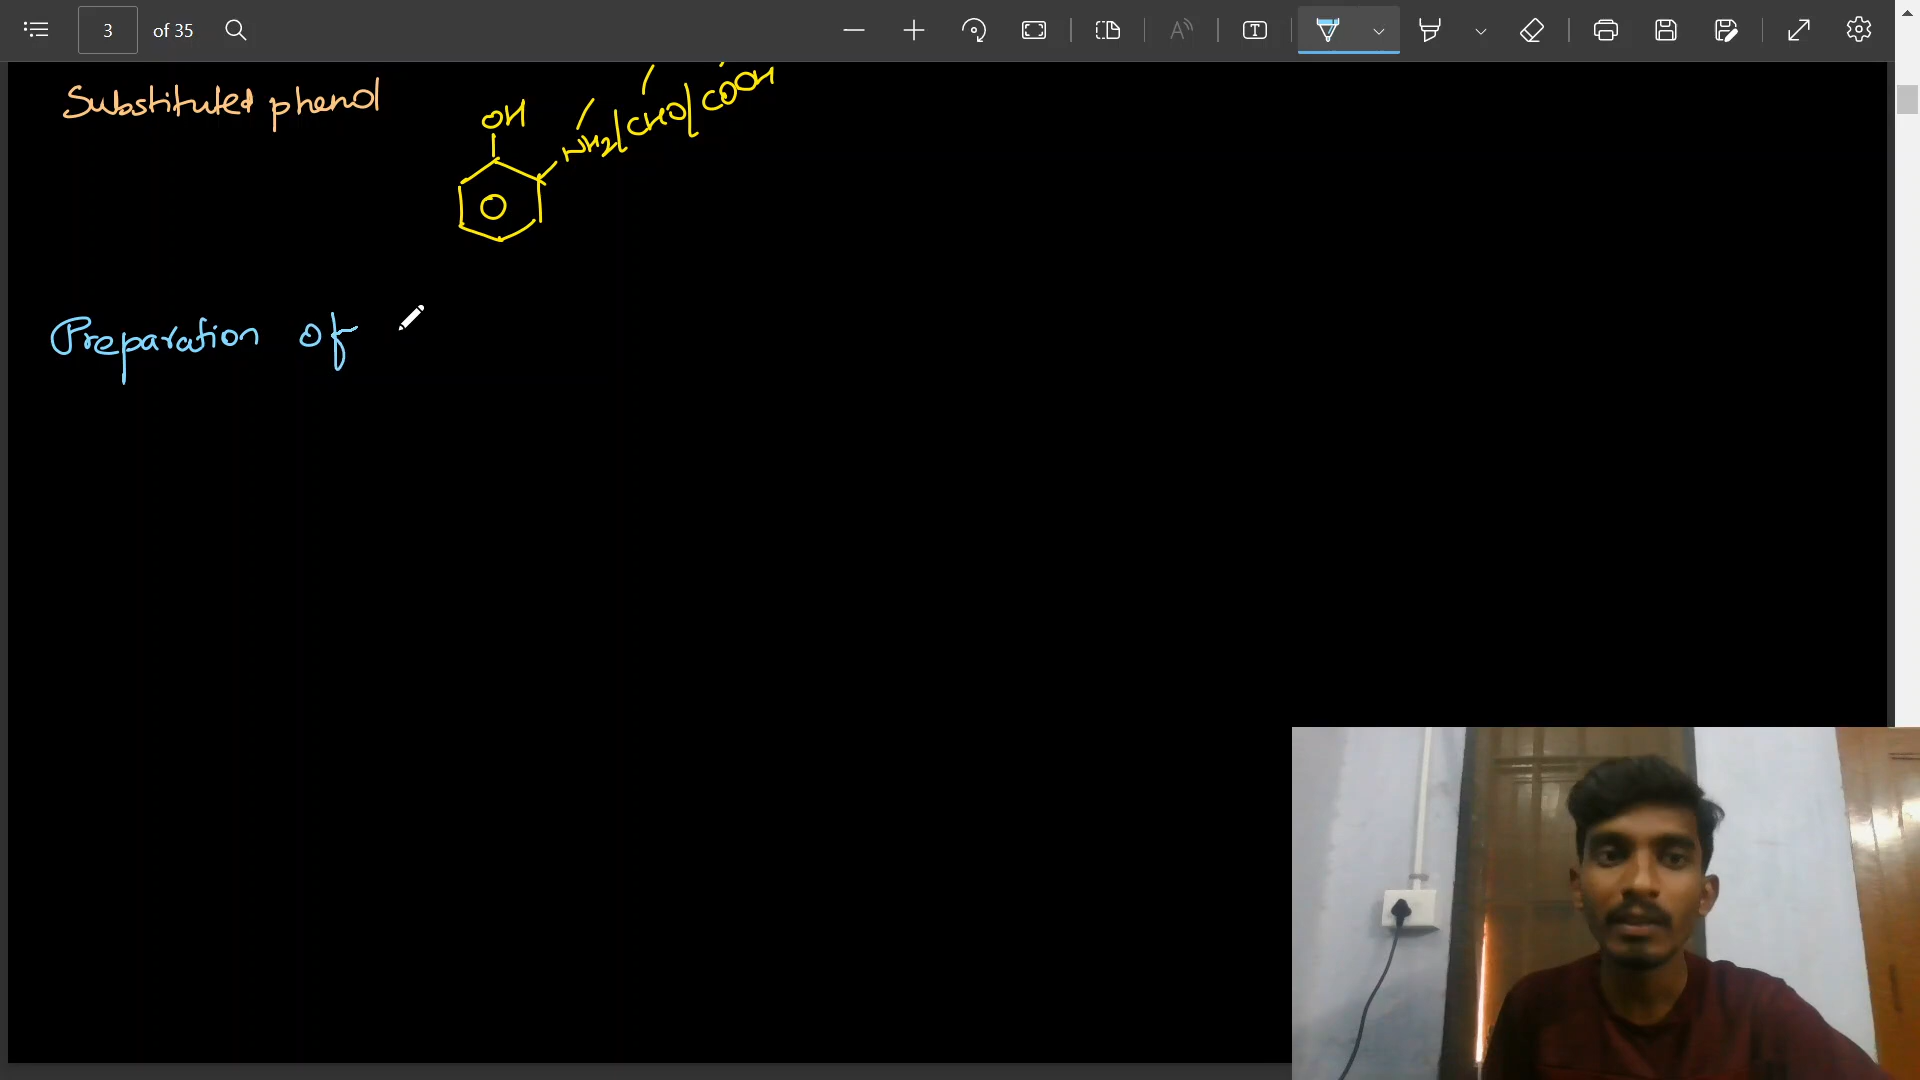 3 of 35
Substituted phenol
OH
NH2/CHO/COOH
Preparation of